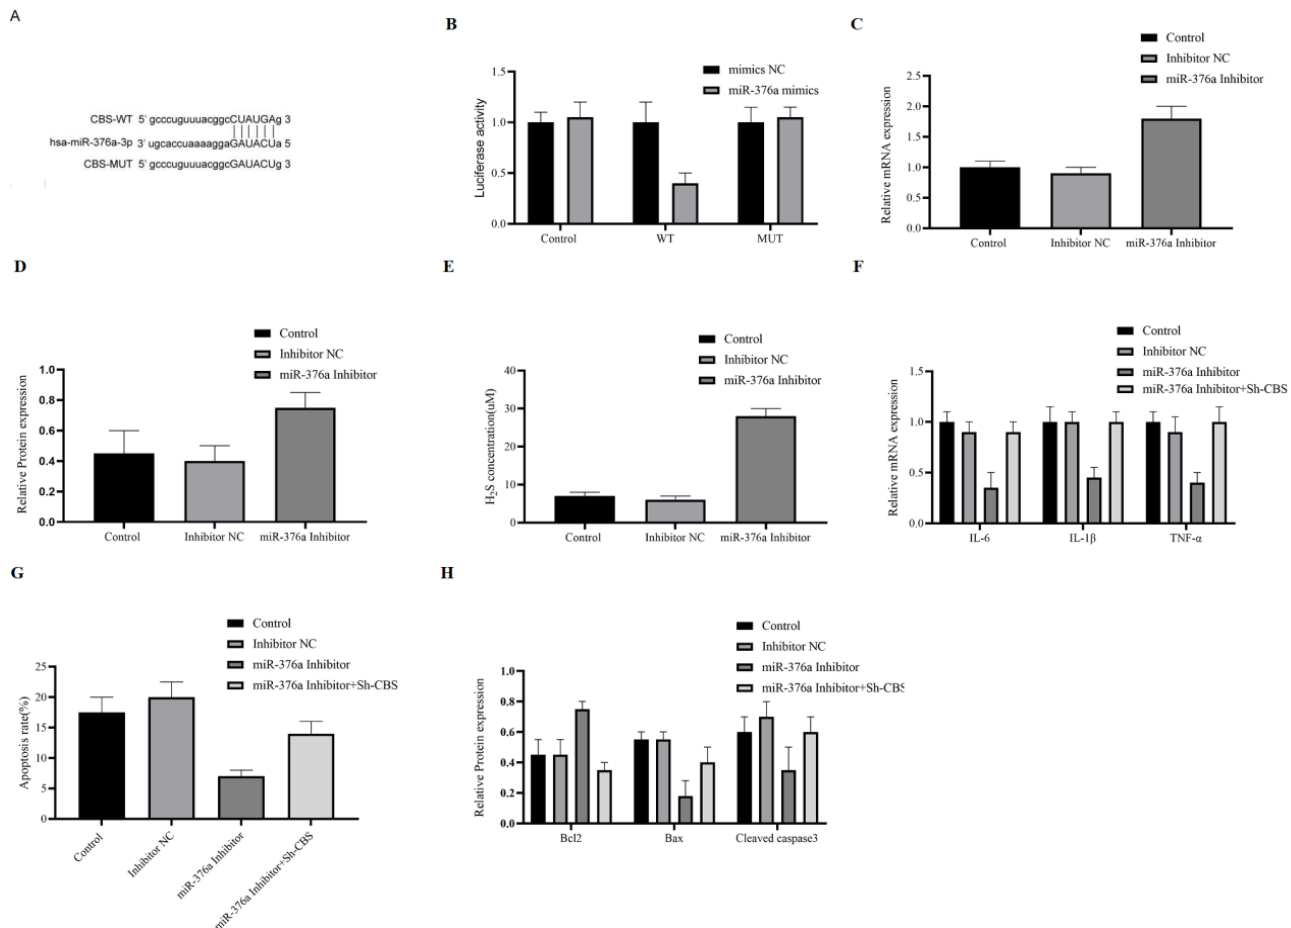 A
CBS-WT 5' gcccuguuuacggcCUAUGAg 3
hsa-miR-376a-3p 3' ugcaccuaaaaggaGAUACUa 5
CBS-MUT 5' gcccuguuuacggcGAUACUg 3
B
mimics NC
miR-376a mimics
Luciferase activity
1.5
1.0
0.5
0.0
Control WT MUT
C
Control
Inhibitor NC
miR-376a Inhibitor
Relative mRNA expression
2.5
2.0
1.5
1.0
0.5
0.0
Control Inhibitor NC miR-376a Inhibitor
D
Control
Inhibitor NC
miR-376a Inhibitor
Relative Protein expression
1.0
0.8
0.6
0.4
0.2
0.0
Control Inhibitor NC miR-376a Inhibitor
E
Control
Inhibitor NC
miR-376a Inhibitor
H2S concentration(uM)
40
30
20
10
0
Control Inhibitor NC miR-376a Inhibitor
F
Control
Inhibitor NC
miR-376a Inhibitor
miR-376a Inhibitor+Sh-CBS
Relative mRNA expression
1.5
1.0
0.5
0.0
IL-6 IL-1β TNF-α
G
Control
Inhibitor NC
miR-376a Inhibitor
miR-376a Inhibitor+Sh-CBS
Apoptosis rate(%)
25
20
15
10
5
0
Control
Inhibitor NC
miR-376a Inhibitor
miR-376a Inhibitor+Sh-CBS
H
Control
Inhibitor NC
miR-376a Inhibitor
miR-376a Inhibitor+Sh-CBS
Relative Protein expression
1.0
0.8
0.6
0.4
0.2
0.0
Bcl2 Bax Cleaved caspase3